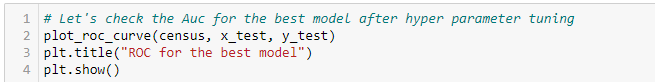 1 # Let's check the Auc for the best model after hyper parameter tuning
2 plot_roc_curve(census, x_test, y_test)
3 plt.title("ROC for the best model")
4 plt.show()